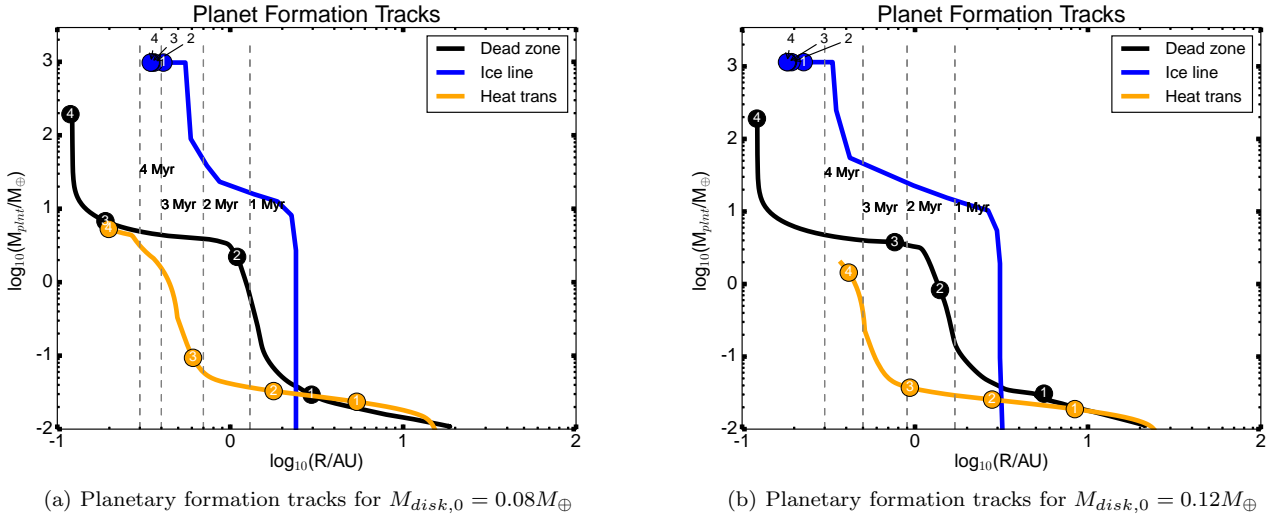 Planet Formation Tracks
4 3 2
1
Dead zone
Ice line
Heat trans
4
4 Myr
3 Myr 2 Myr 1 Myr
3
4
2
3
2
1
1
3
2
1
0
-1
-2
-1 0 1 2
log10(Mplnt/M⊕)
log10(R/AU)
(a) Planetary formation tracks for Mdisk,0 = 0.08M⊕
Planet Formation Tracks
4 3 2
1
Dead zone
Ice line
Heat trans
4
4 Myr
3 Myr 2 Myr 1 Myr
3
4
2
3
2
1
1
3
2
1
0
-1
-2
-1 0 1 2
log10(Mplnt/M⊕)
log10(R/AU)
(b) Planetary formation tracks for Mdisk,0 = 0.12M⊕